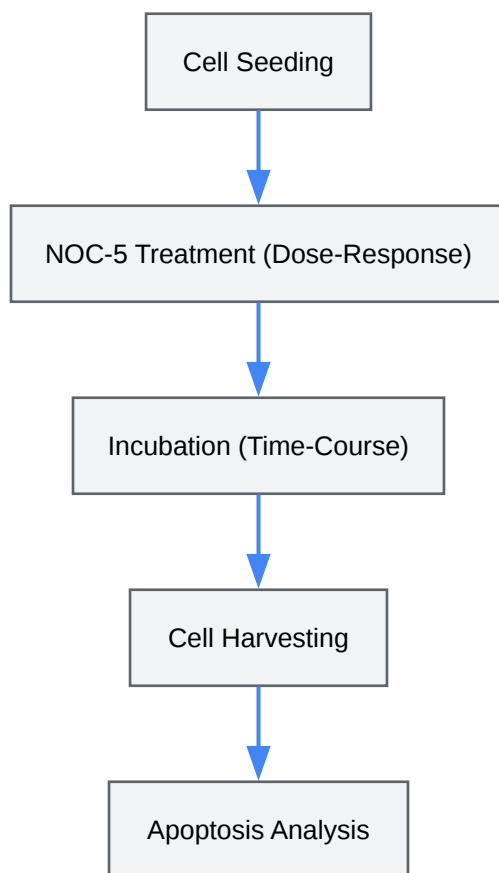 Cell Seeding
NOC-5 Treatment (Dose-Response)
Incubation (Time-Course)
Cell Harvesting
Apoptosis Analysis